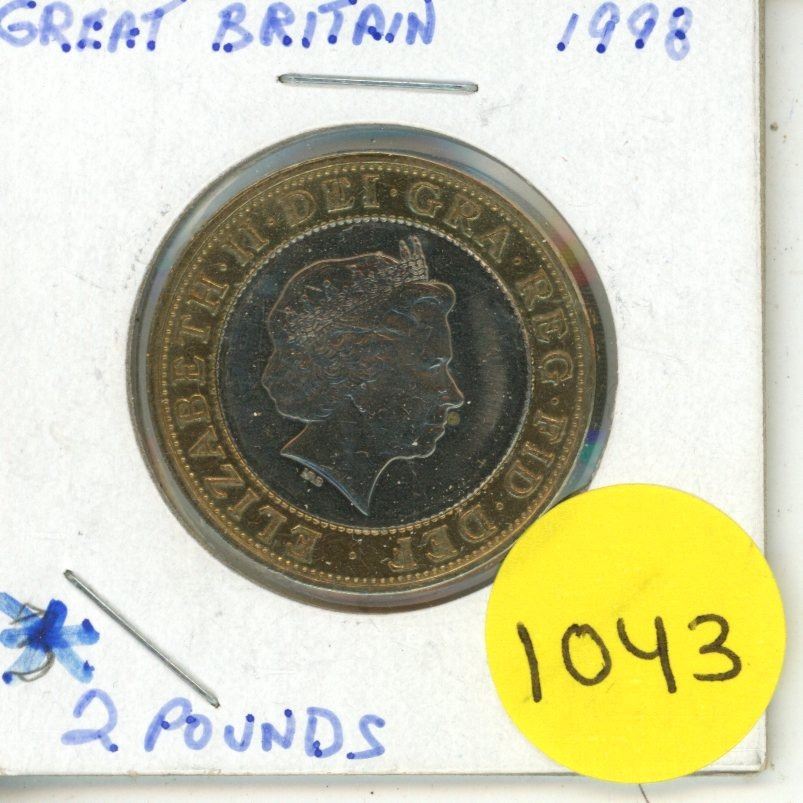 GREAT BRITAIN 1998
ELIZABETH·II·DEI·GRA·REG·FID·DEF·
1043
2 POUNDS